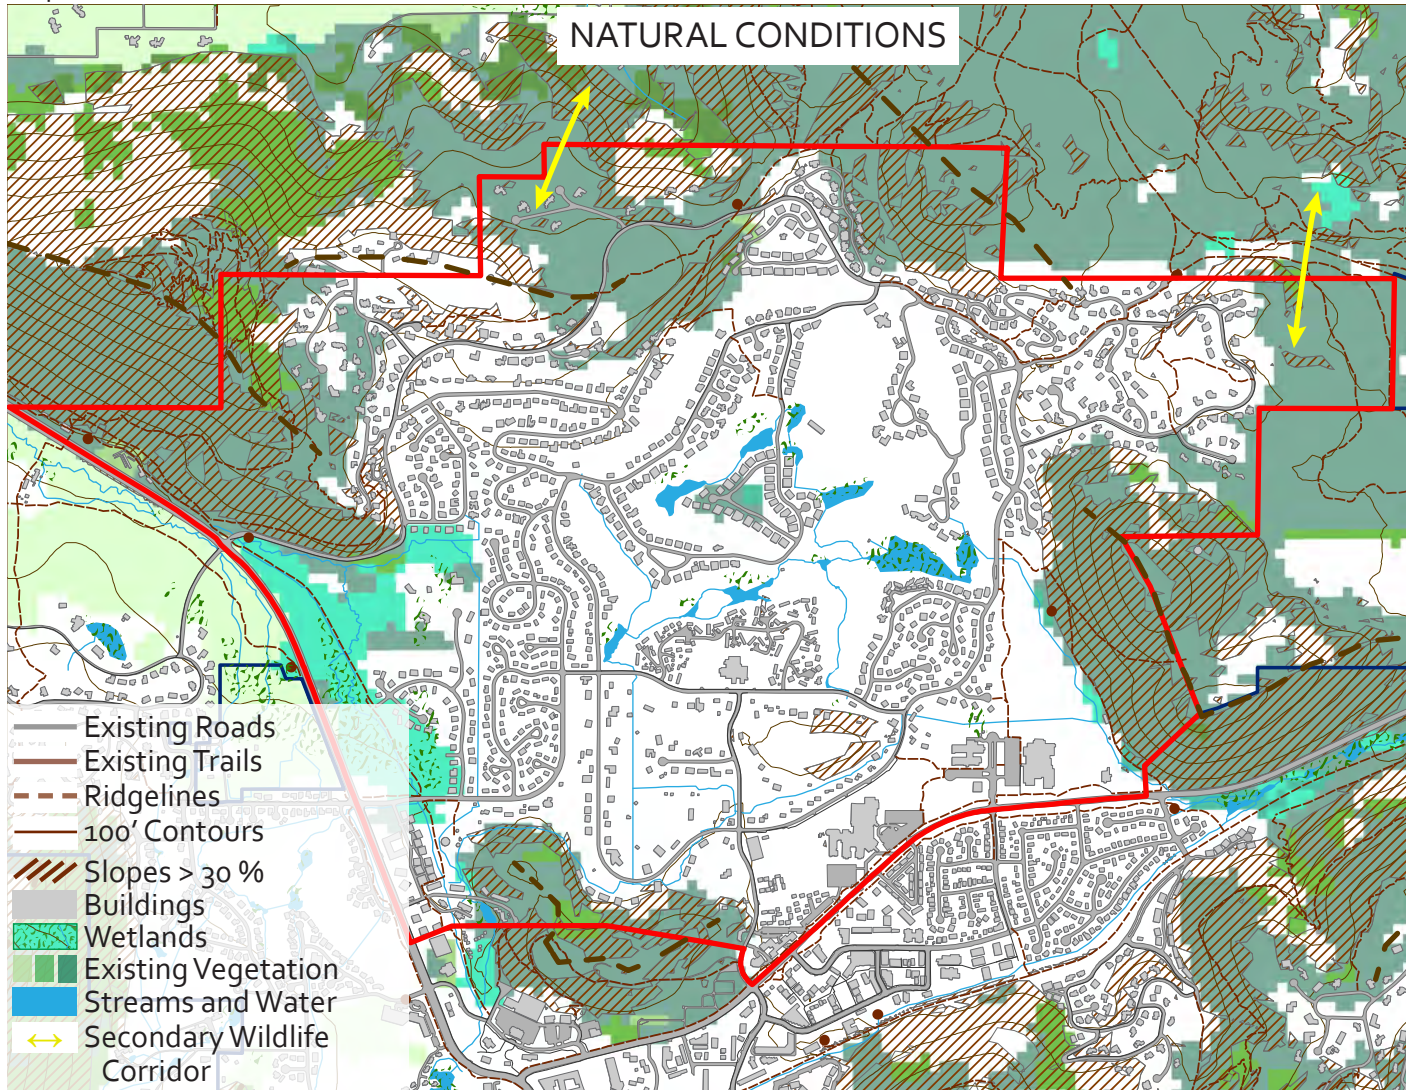 NATURAL CONDITIONS
Existing Roads
Existing Trails
Ridgelines
100' Contours
Slopes > 30 %
Buildings
Wetlands
Existing Vegetation
Streams and Water
Secondary Wildlife
Corridor